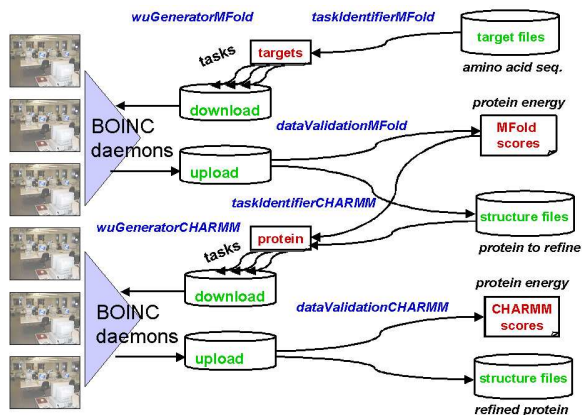 wuGeneratorMFold
taskIdentifierMFold
tasks
targets
target files
amino acid seq.
download
BOINC
daemons
dataValidationMFold
protein energy
MFold
scores
upload
taskIdentifierCHARMM
structure files
protein to refine
wuGeneratorCHARMM
tasks
protein
download
protein energy
BOINC
daemons
dataValidationCHARMM
CHARMM
scores
upload
structure files
refined protein